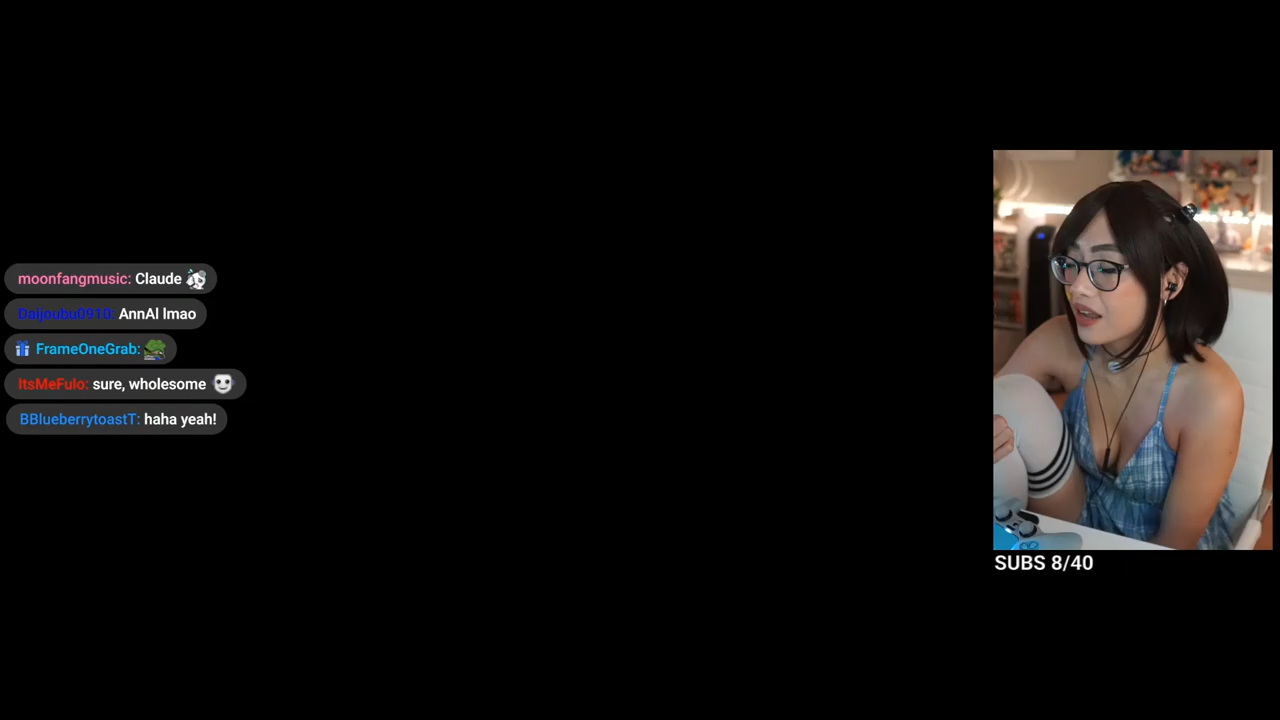 moonfangmusic: Claude
Daijoubu0910: AnnAI lmao
FrameOneGrab:
ItsMeFulo: sure, wholesome
BBlueberrytoastT: haha yeah!
SUBS 8/40